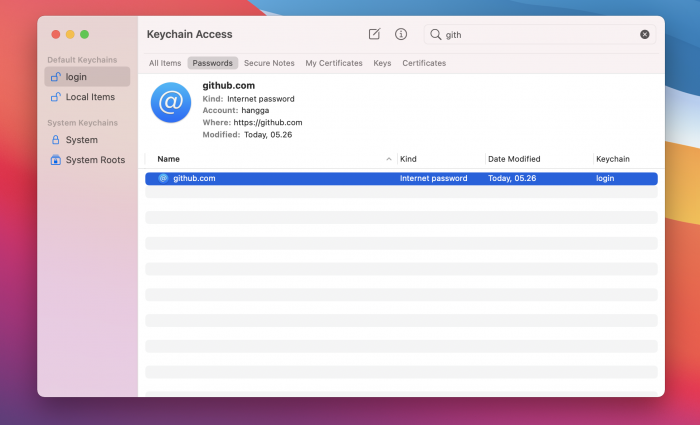 Keychain Access
gith
Default Keychains
login
Local Items
System Keychains
System
System Roots
All Items Passwords Secure Notes My Certificates Keys Certificates
github.com
Kind: Internet password
Account: hangga
Where: https://github.com
Modified: Today, 05.26
Name Kind Date Modified Keychain
github.com Internet password Today, 05.26 login